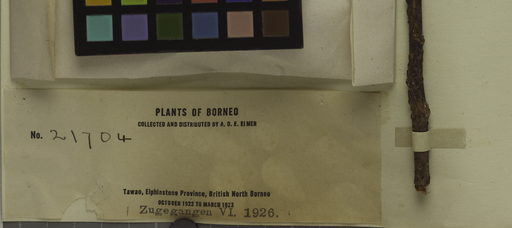 PLANTS OF BORNEO
COLLECTED AND DISTRIBUTED BY A. D. E. ELMER
No. 21704
Tawao, Elphinstone Province, British North Borneo
OCTOBER 1922 TO MARCH 1923
Zugegangen VI. 1926.